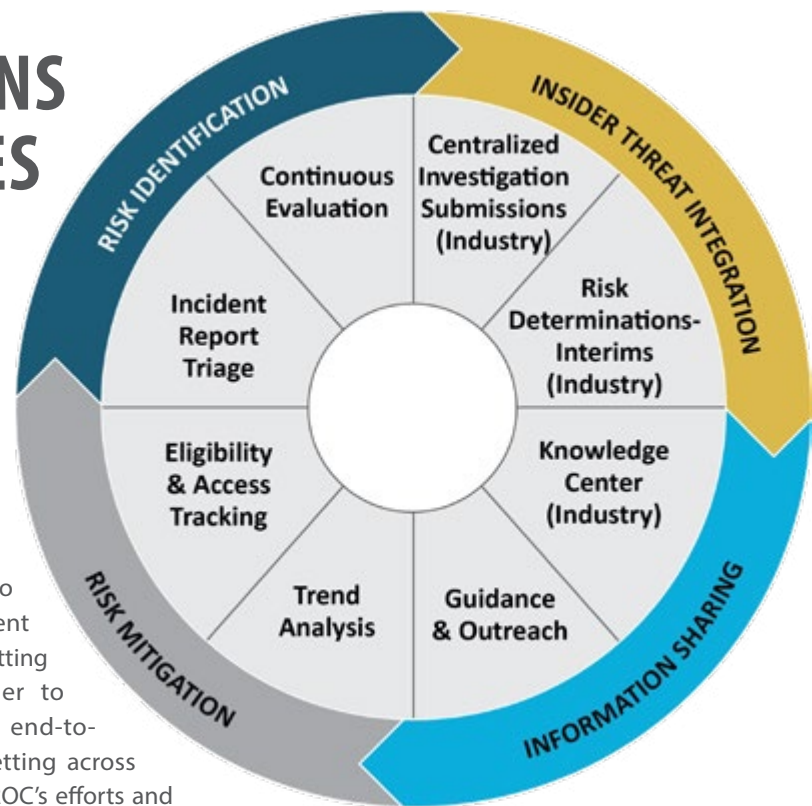 NS
ES
RISK IDENTIFICATION
INSIDER THREAT INTEGRATION
Continuous
Evaluation
Centralized
Investigation
Submissions
(Industry)
Incident
Report
Triage
Risk
Determinations-
Interims
(Industry)
Eligibility
& Access
Tracking
Knowledge
Center
(Industry)
Trend
Analysis
Guidance
& Outreach
RISK MITIGATION
INFORMATION SHARING
o
ent
tting
er to
end-to-
etting across
OC's efforts and